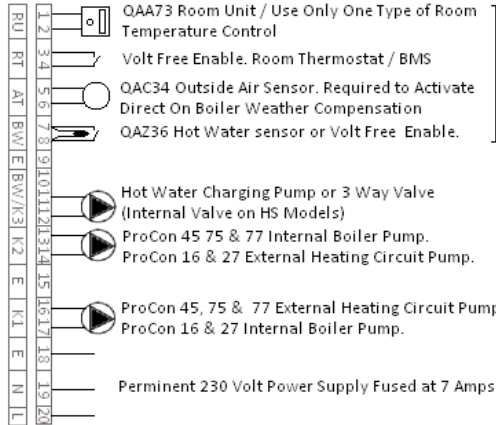 RU
1
2
QAA73 Room Unit / Use Only One Type of Room
Temperature Control
RT
3
4
Volt Free Enable. Room Thermostat / BMS
AT
5
6
QAC34 Outside Air Sensor. Required to Activate
Direct On Boiler Weather Compensation
BW
7
8
QAZ36 Hot Water sensor or Volt Free Enable.
E
9
BW/K3
10
11
12
Hot Water Charging Pump or 3 Way Valve
(Internal Valve on HS Models)
K2
13
14
ProCon 45 75 & 77 Internal Boiler Pump.
ProCon 16 & 27 External Heating Circuit Pump.
E
15
K1
16
17
ProCon 45, 75 & 77 External Heating Circuit Pump
ProCon 16 & 27 Internal Boiler Pump.
E
18
N
19
Perminent 230 Volt Power Supply Fused at 7 Amps
L
20